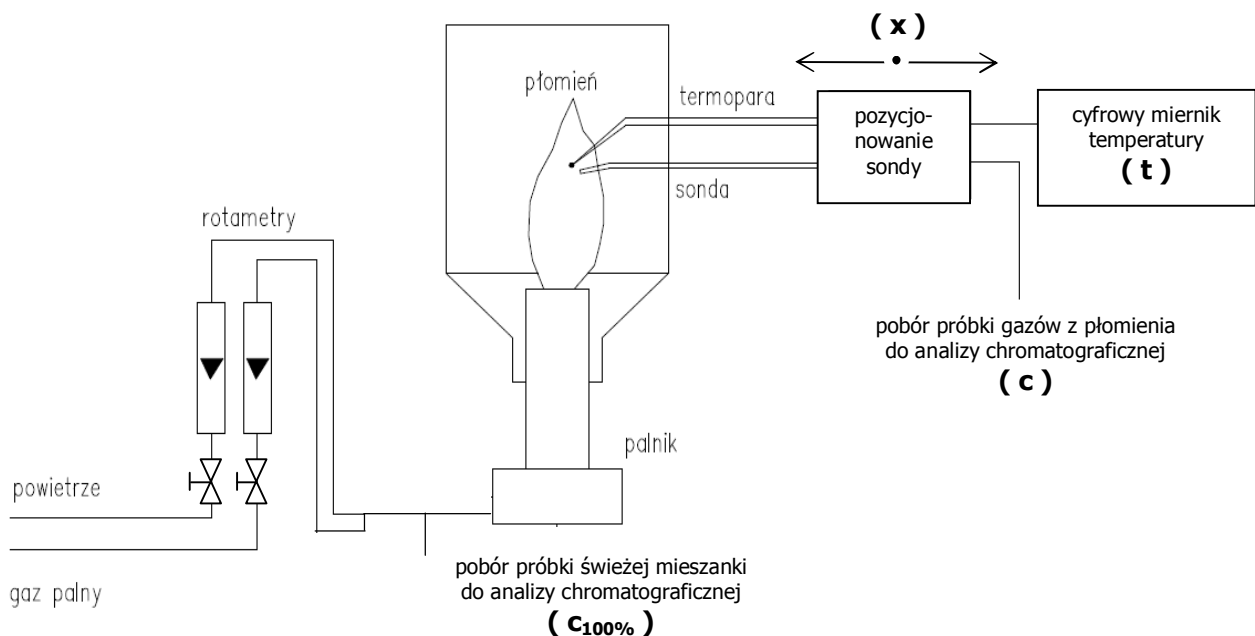 ( x )
płomień
termopara
pozycjo-
nowanie
sondy
cyfrowy miernik
temperatury
( t )
sonda
rotametry
pobór próbki gazów z płomienia
do analizy chromatograficznej
( c )
palnik
powietrze
gaz palny
pobór próbki świeżej mieszanki
do analizy chromatograficznej
( c100% )